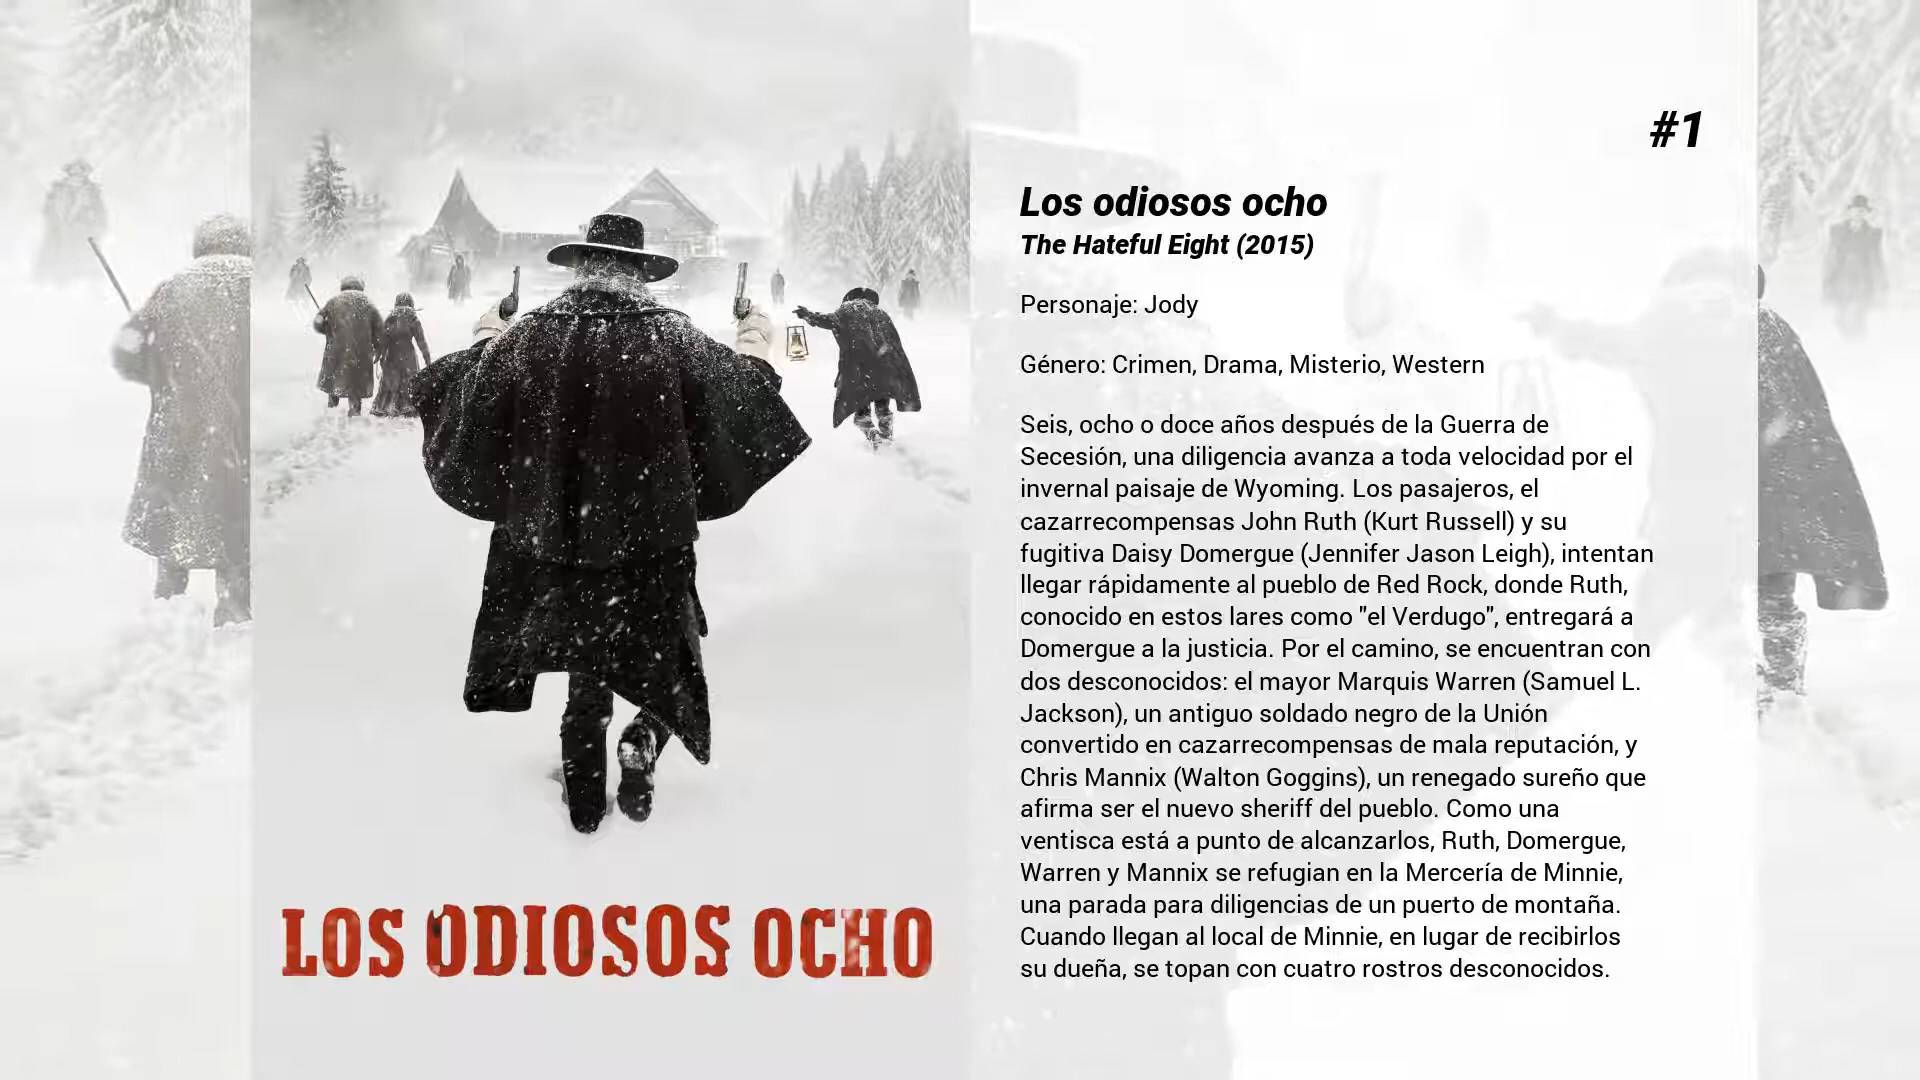 #1
Los odiosos ocho
The Hateful Eight (2015)
Personaje: Jody
Género: Crimen, Drama, Misterio, Western
Seis, ocho o doce años después de la Guerra de
Secesión, una diligencia avanza a toda velocidad por el
invernal paisaje de Wyoming. Los pasajeros, el
cazarrecompensas John Ruth (Kurt Russell) y su
fugitiva Daisy Domergue (Jennifer Jason Leigh), intentan
llegar rápidamente al pueblo de Red Rock, donde Ruth,
conocido en estos lares como "el Verdugo", entregará a
Domergue a la justicia. Por el camino, se encuentran con
dos desconocidos: el mayor Marquis Warren (Samuel L.
Jackson), un antiguo soldado negro de la Unión
convertido en cazarrecompensas de mala reputación, y
Chris Mannix (Walton Goggins), un renegado sureño que
afirma ser el nuevo sheriff del pueblo. Como una
ventisca está a punto de alcanzarlos, Ruth, Domergue,
Warren y Mannix se refugian en la Mercería de Minnie,
una parada para diligencias de un puerto de montaña.
Cuando llegan al local de Minnie, en lugar de recibirlos
su dueña, se topan con cuatro rostros desconocidos.
LOS ODIOSOS OCHO